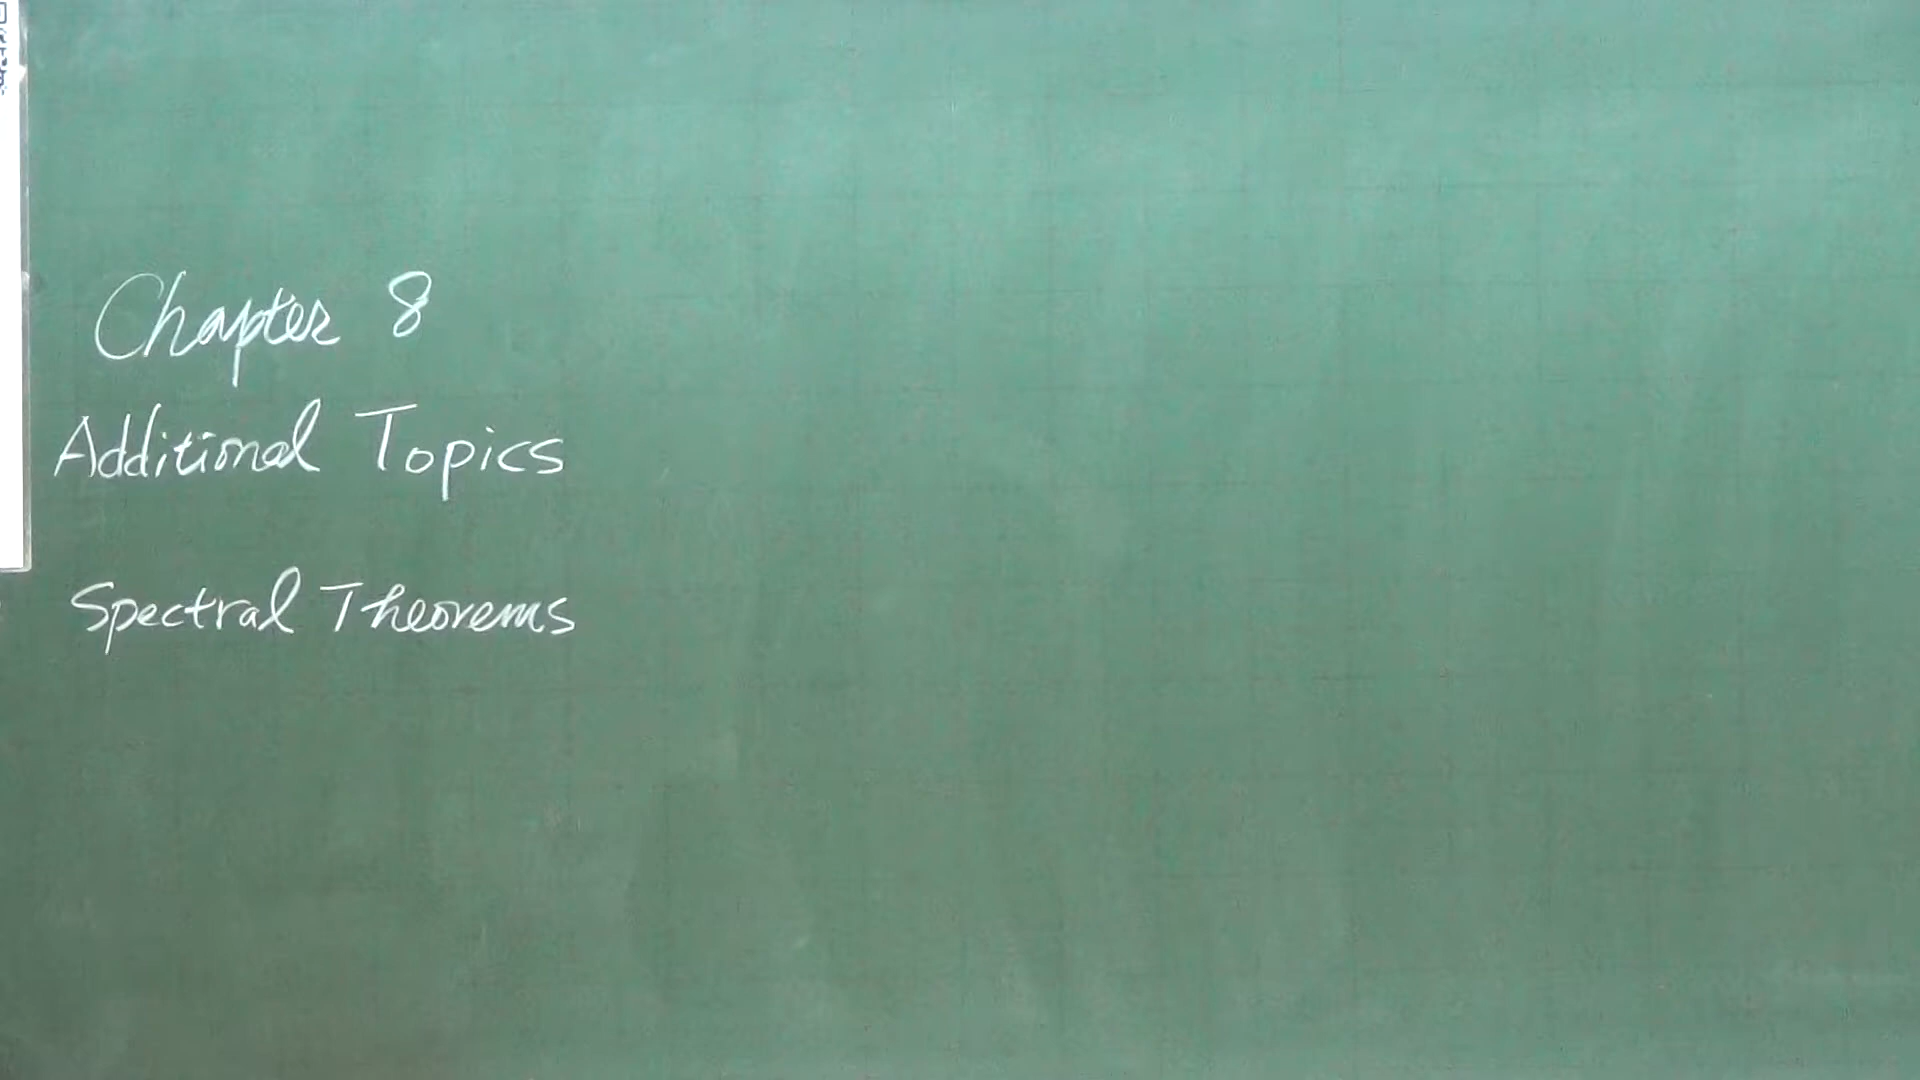 Chapter 8
Additional Topics
Spectral Theorems